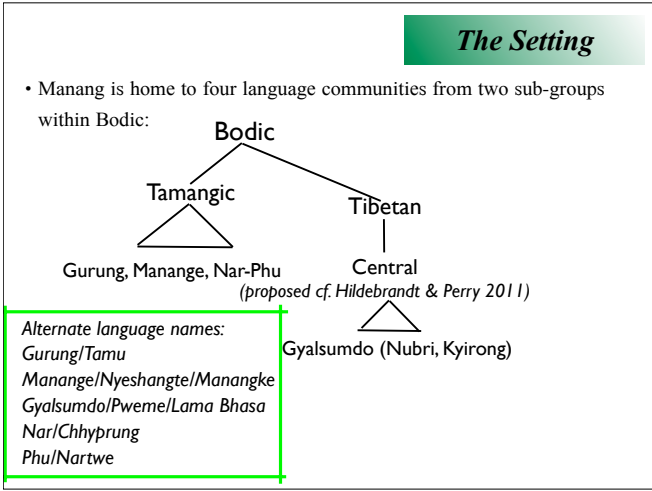 The Setting
• Manang is home to four language communities from two sub-groups
within Bodic:
Bodic
Tamangic
Tibetan
Gurung, Manange, Nar-Phu
Central
(proposed cf. Hildebrandt & Perry 2011)
Gyalsumdo (Nubri, Kyirong)
Alternate language names:
Gurung/Tamu
Manange/Nyeshangte/Manangke
Gyalsumdo/Pweme/Lama Bhasa
Nar/Chhyprung
Phu/Nartwe